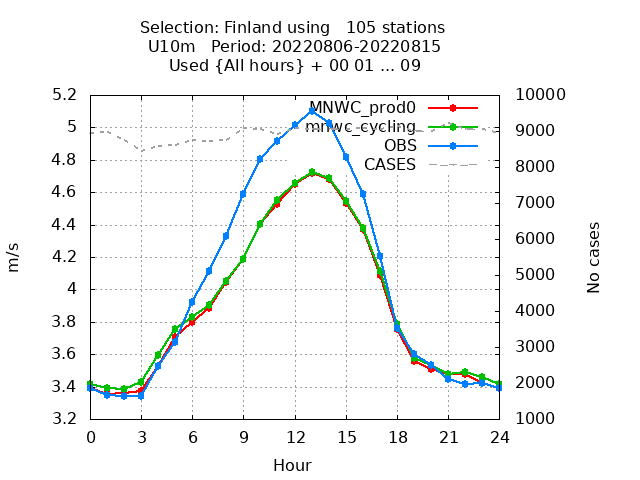 Selection: Finland using   105 stations
U10m   Period: 20220806-20220815
Used {All hours} + 00 01 ... 09
MNWC_prod0
mnwc_cycling
OBS
CASES
5.2
5
4.8
4.6
4.4
4.2
4
3.8
3.6
3.4
3.2
10000
9000
8000
7000
6000
5000
4000
3000
2000
1000
m/s
No cases
0 3 6 9 12 15 18 21 24
Hour